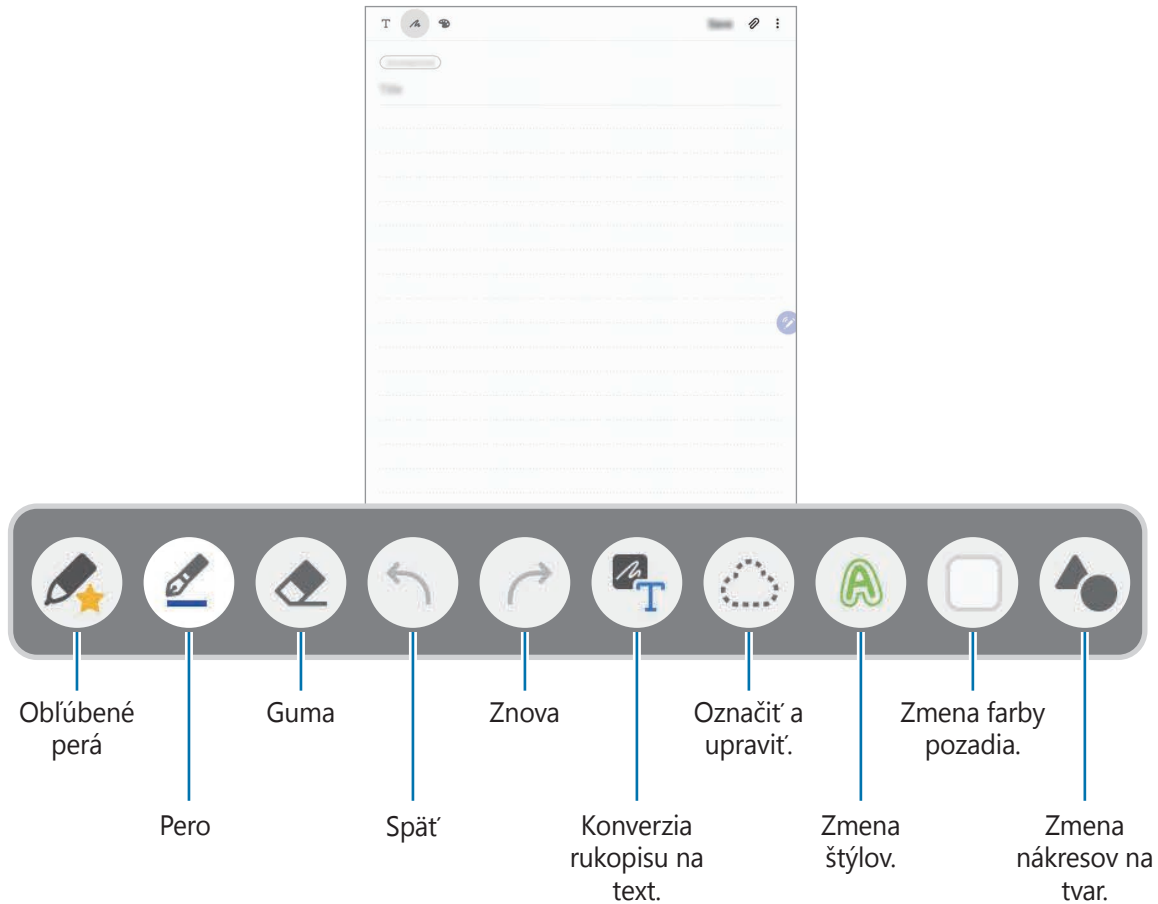 T
Obľúbené
perá
Guma
Znova
Označiť a
upraviť.
Zmena farby
pozadia.
Pero
Späť
Konverzia
rukopisu na
text.
Zmena
štýlov.
Zmena
nákresov na
tvar.